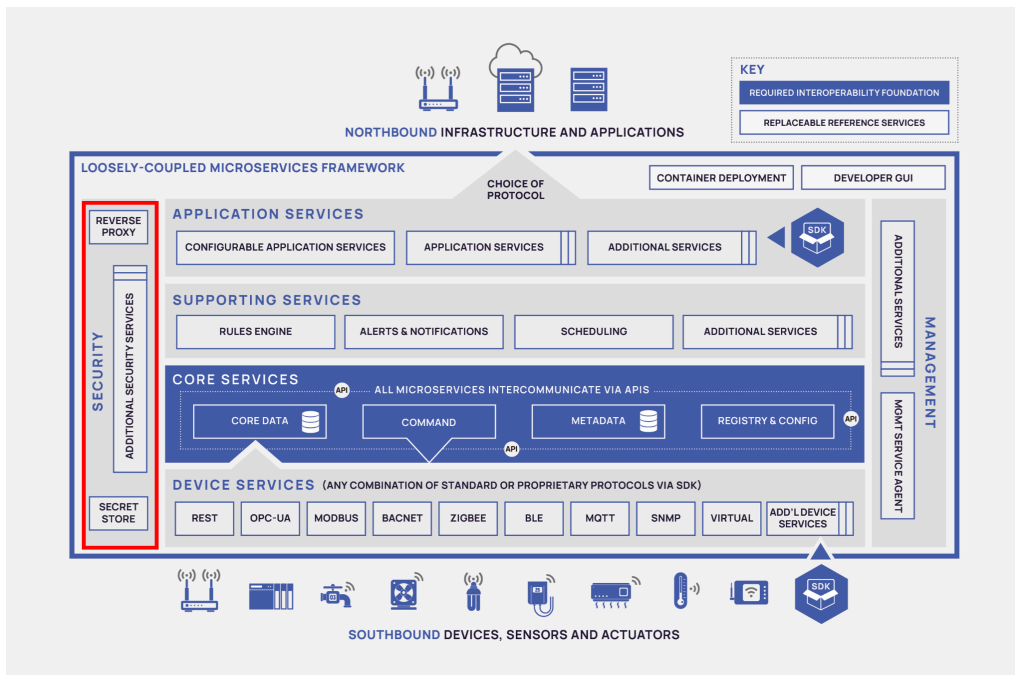 KEY
REQUIRED INTEROPERABILITY FOUNDATION
REPLACEABLE REFERENCE SERVICES
NORTHBOUND INFRASTRUCTURE AND APPLICATIONS
LOOSELY-COUPLED MICROSERVICES FRAMEWORK
CHOICE OF
PROTOCOL
CONTAINER DEPLOYMENT
DEVELOPER GUI
REVERSE
PROXY
SECURITY
ADDITIONAL SECURITY SERVICES
SECRET
STORE
APPLICATION SERVICES
CONFIGURABLE APPLICATION SERVICES
APPLICATION SERVICES
ADDITIONAL SERVICES
SDK
SUPPORTING SERVICES
RULES ENGINE
ALERTS & NOTIFICATIONS
SCHEDULING
ADDITIONAL SERVICES
CORE SERVICES
API
ALL MICROSERVICES INTERCOMMUNICATE VIA APIS
CORE DATA
COMMAND
METADATA
REGISTRY & CONFIG
API
API
DEVICE SERVICES (ANY COMBINATION OF STANDARD OR PROPRIETARY PROTOCOLS VIA SDK)
REST
OPC-UA
MODBUS
BACNET
ZIGBEE
BLE
MQTT
SNMP
VIRTUAL
ADD'L DEVICE
SERVICES
ADDITIONAL SERVICES
MANAGEMENT
MGMT SERVICE AGENT
SDK
SOUTHBOUND DEVICES, SENSORS AND ACTUATORS